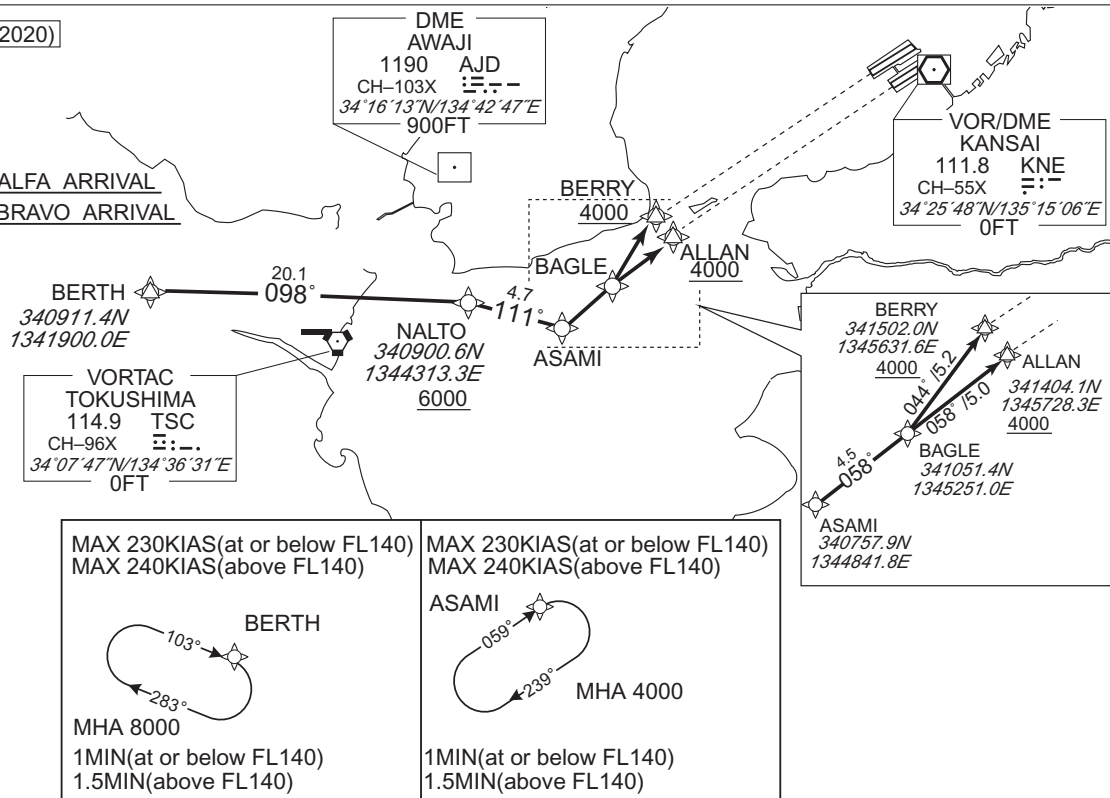 2020)
DME
AWAJI
1190 AJD
CH–103X
34°16′13″N/134°42′47″E
900FT
VOR/DME
KANSAI
111.8 KNE
CH–55X
34°25′48″N/135°15′06″E
0FT
ALFA ARRIVAL
BRAVO ARRIVAL
BERRY
4000
ALLAN
4000
BAGLE
BERTH
340911.4N
1341900.0E
20.1
098°
4.7
111°
NALTO
340900.6N
1344313.3E
6000
ASAMI
VORTAC
TOKUSHIMA
114.9 TSC
CH–96X
34°07′47″N/134°36′31″E
0FT
BERRY
341502.0N
1345631.6E
4000
ALLAN
341404.1N
1345728.3E
4000
044° /5.2
058° /5.0
BAGLE
341051.4N
1345251.0E
4.5
058°
ASAMI
340757.9N
1344841.8E
MAX 230KIAS(at or below FL140)
MAX 240KIAS(above FL140)
BERTH
103°
283°
MHA 8000
1MIN(at or below FL140)
1.5MIN(above FL140)
MAX 230KIAS(at or below FL140)
MAX 240KIAS(above FL140)
ASAMI
059°
239°
MHA 4000
1MIN(at or below FL140)
1.5MIN(above FL140)